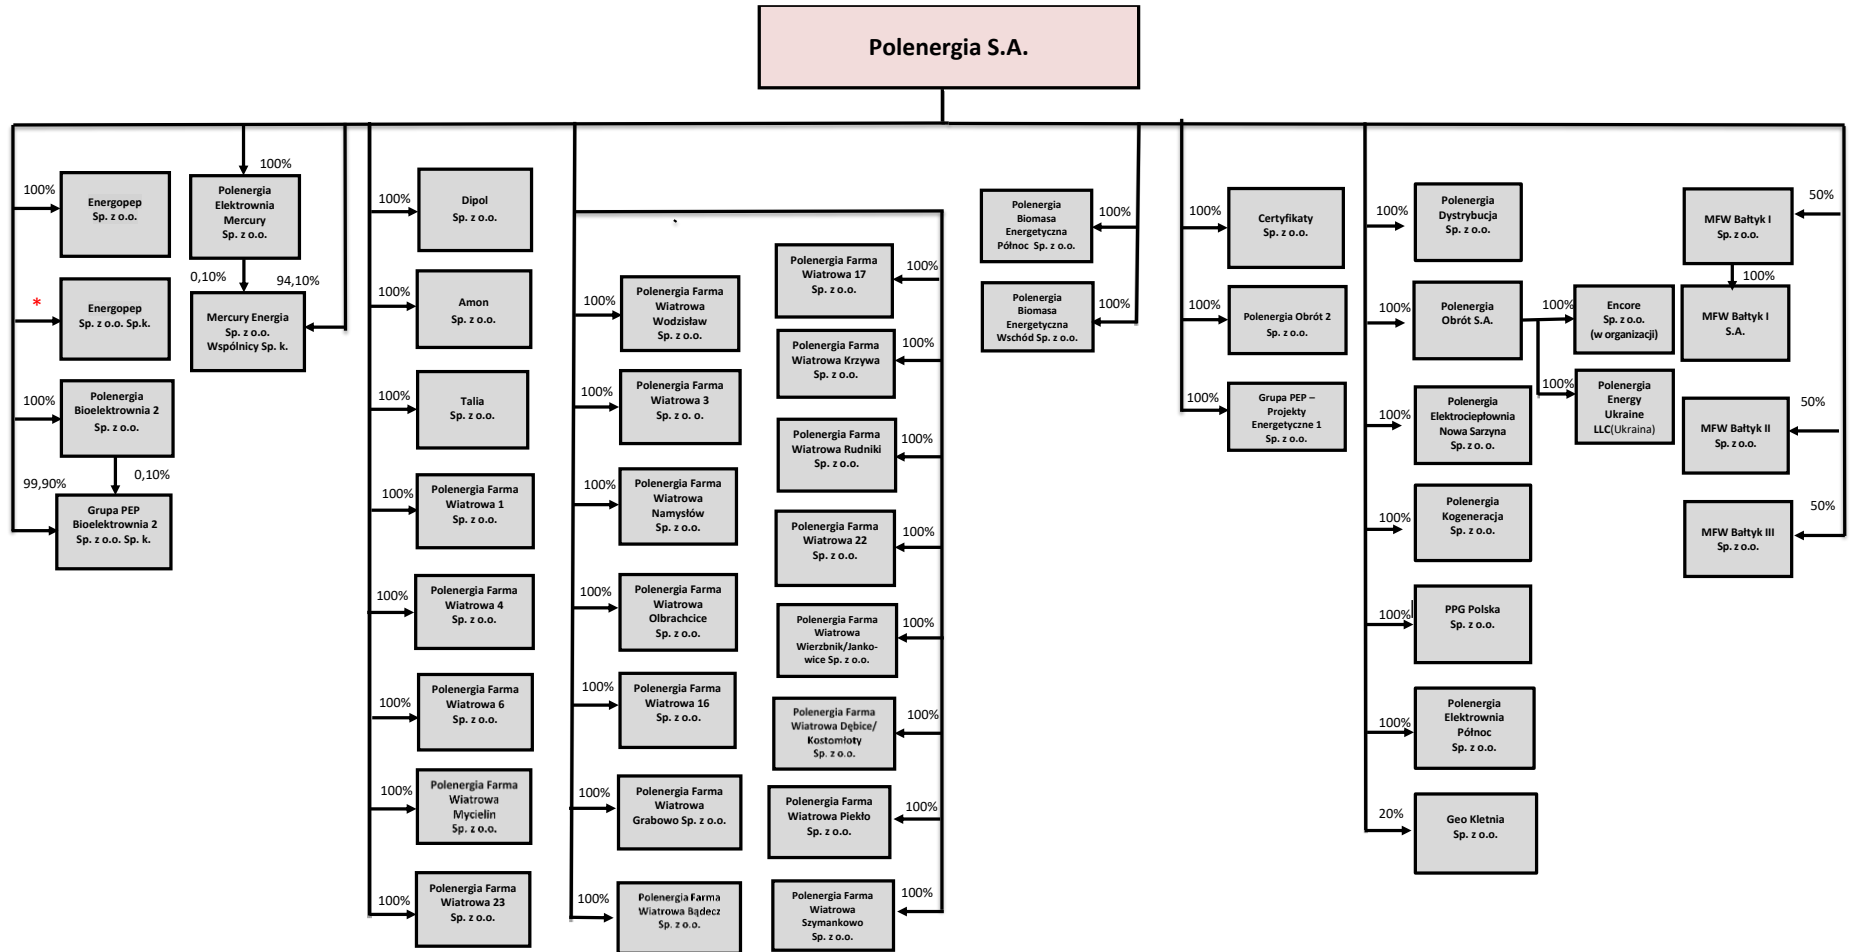 Polenergia S.A.
100%
Energopep
Sp. z o.o.
*
Energopep
Sp. z o.o. Sp.k.
100%
Polenergia
Bioelektrownia 2
Sp. z o.o.
99,90%
0,10%
Grupa PEP
Bioelektrownia 2
Sp. z o.o. Sp. k.
100%
Polenergia
Elektrownia
Mercury
Sp. z o.o.
0,10%
94,10%
Mercury Energia
Sp. z o.o.
Wspólnicy Sp. k.
100%
Dipol
Sp. z o.o.
100%
Amon
Sp. z o.o.
100%
Talia
Sp. z o.o.
100%
Polenergia Farma
Wiatrowa 1
Sp. z o.o.
100%
Polenergia Farma
Wiatrowa 4
Sp. z o.o.
100%
Polenergia Farma
Wiatrowa 6
Sp. z o.o.
100%
Polenergia Farma
Wiatrowa
Mycielin
Sp. z o.o.
100%
Polenergia Farma
Wiatrowa 23
Sp. z o.o.
100%
Polenergia Farma
Wiatrowa
Wodzisław
Sp. z o.o.
100%
Polenergia Farma
Wiatrowa 3
Sp. z o. o.
100%
Polenergia Farma
Wiatrowa
Namysłów
Sp. z o.o.
100%
Polenergia Farma
Wiatrowa
Olbrachcice
Sp. z o.o.
100%
Polenergia Farma
Wiatrowa 16
Sp. z o.o.
100%
Polenergia Farma
Wiatrowa
Grabowo Sp. z o.o.
100%
Polenergia Farma
Wiatrowa Bądecz
Sp. z o.o.
Polenergia Farma
Wiatrowa 17
Sp. z o.o.
100%
Polenergia Farma
Wiatrowa Krzywa
Sp. z o.o.
100%
Polenergia Farma
Wiatrowa Rudniki
Sp. z o.o.
100%
Polenergia Farma
Wiatrowa 22
Sp. z o.o.
100%
Polenergia Farma
Wiatrowa
Wierzbnik/Janko-
wice Sp. z o.o.
100%
Polenergia Farma
Wiatrowa Dębice/
Kostomłoty
Sp. z o.o.
100%
Polenergia Farma
Wiatrowa Piekło
Sp. z o.o.
100%
Polenergia Farma
Wiatrowa
Szymankowo
Sp. z o.o.
100%
Polenergia
Biomasa
Energetyczna
Północ Sp. z o.o.
100%
Polenergia
Biomasa
Energetyczna
Wschód Sp. z o.o.
100%
100%
Certyfikaty
Sp. z o.o.
100%
Polenergia Obrót 2
Sp. z o.o.
100%
Grupa PEP –
Projekty
Energetyczne 1
Sp. z o.o.
100%
Polenergia
Dystrybucja
Sp. z o.o.
100%
Polenergia
Obrót S.A.
100%
Encore
Sp. z o.o.
(w organizacji)
100%
Polenergia
Energy
Ukraine
LLC(Ukraina)
100%
Polenergia
Elektrociepłownia
Nowa Sarzyna
Sp. z o. o.
100%
Polenergia
Kogeneracja
Sp. z o.o.
100%
PPG Polska
Sp. z o.o.
100%
Polenergia
Elektrownia
Północ
Sp. z o.o.
20%
Geo Kletnia
Sp. z o.o.
MFW Bałtyk I
Sp. z o.o.
50%
100%
MFW Bałtyk I
S.A.
MFW Bałtyk II
Sp. z o.o.
50%
MFW Bałtyk III
Sp. z o.o.
50%